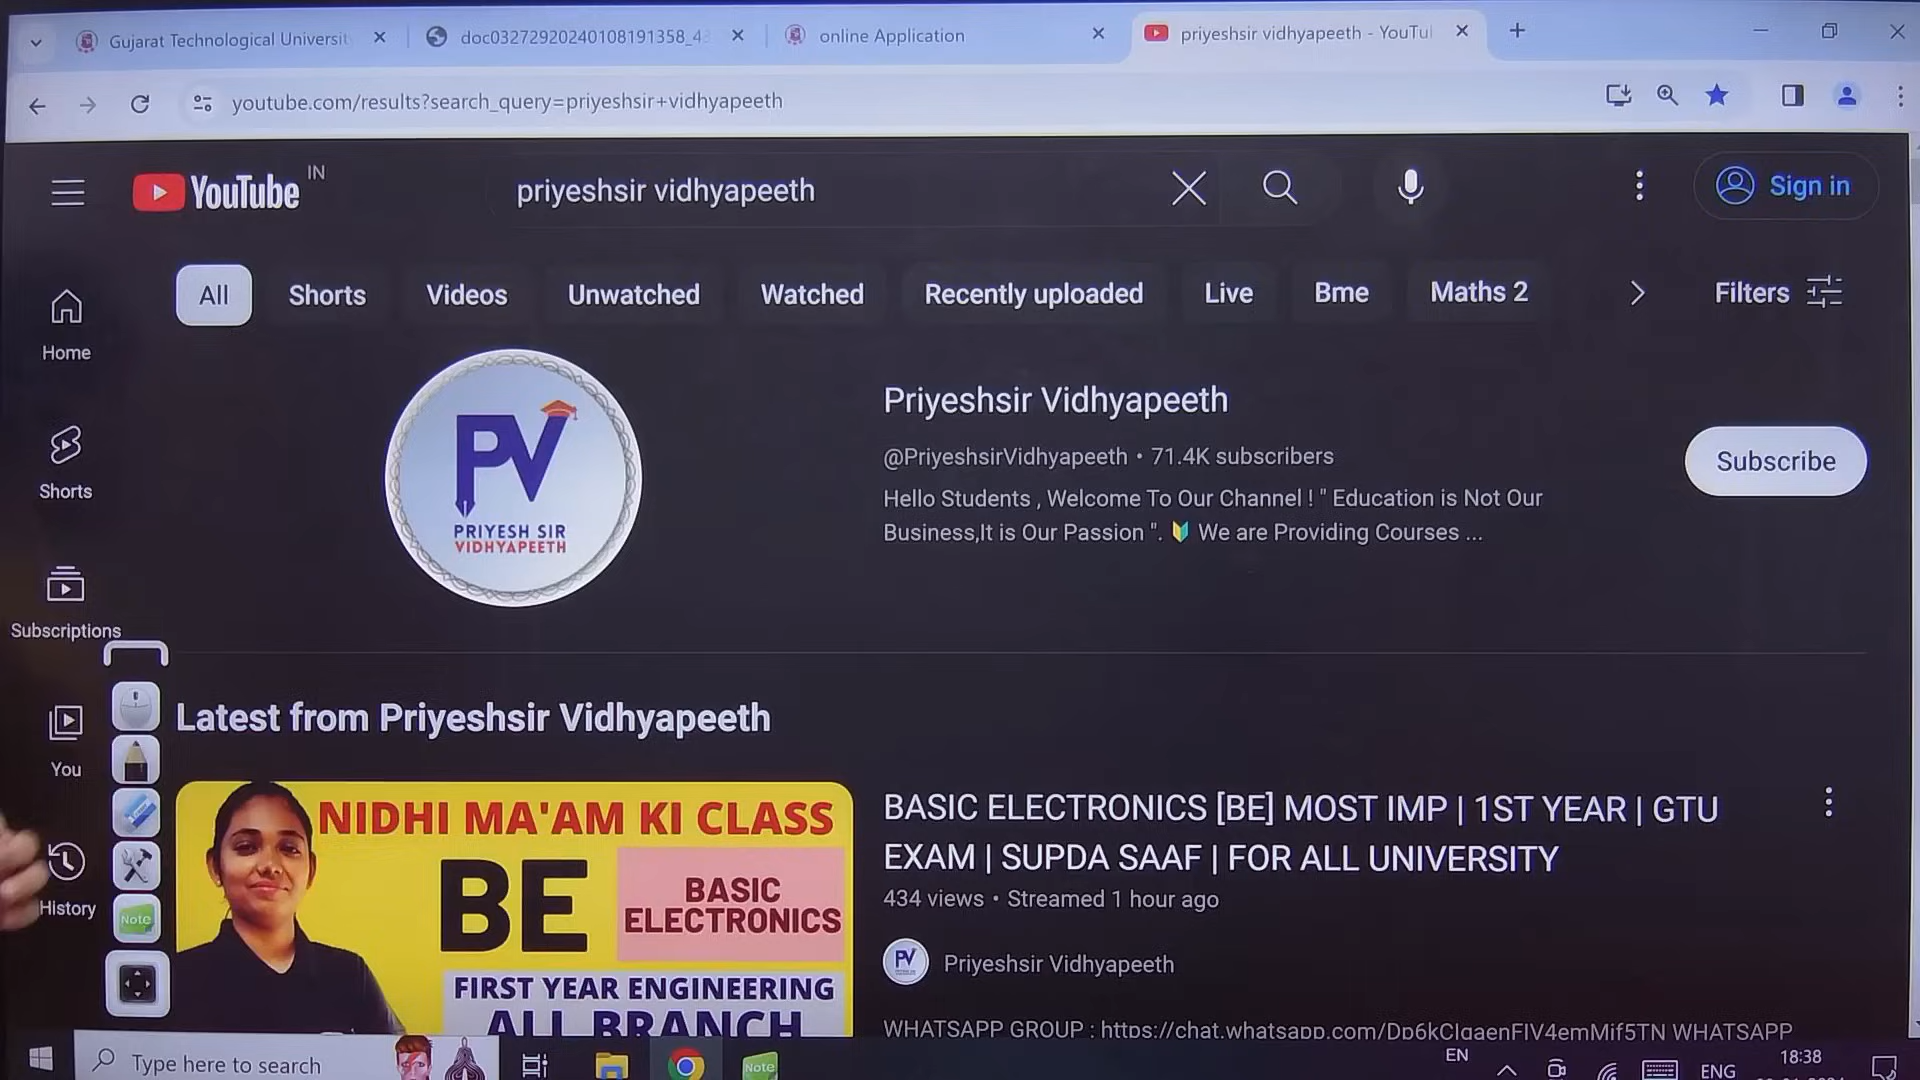 Gujarat Technological Universit
doc03272920240108191358_43
online Application
priyeshsir vidhyapeeth - YouTu
youtube.com/results?search_query=priyeshsir+vidhyapeeth
YouTube IN
priyeshsir vidhyapeeth
Sign in
All
Shorts
Videos
Unwatched
Watched
Recently uploaded
Live
Bme
Maths 2
Filters
Home
Shorts
Subscriptions
You
History
PV
PRIYESH SIR
VIDHYAPEETH
Priyeshsir Vidhyapeeth
@PriyeshsirVidhyapeeth • 71.4K subscribers
Hello Students , Welcome To Our Channel ! " Education is Not Our
Business,It is Our Passion ". 🔰 We are Providing Courses ...
Subscribe
Latest from Priyeshsir Vidhyapeeth
NIDHI MA'AM KI CLASS
BE
BASIC
ELECTRONICS
FIRST YEAR ENGINEERING
ALL BRANCH
BASIC ELECTRONICS [BE] MOST IMP | 1ST YEAR | GTU
EXAM | SUPDA SAAF | FOR ALL UNIVERSITY
434 views • Streamed 1 hour ago
PV
Priyeshsir Vidhyapeeth
WHATSAPP GROUP : https://chat.whatsapp.com/ WHATSAPP
Note
Type here to search
Note
EN
ENG
18:38